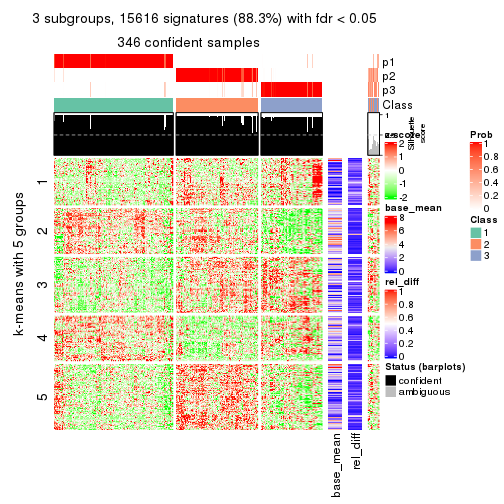 3 subgroups, 15616 signatures (88.3%) with fdr < 0.05
346 confident samples
p1
p2
p3
Class
1
Silhouette
score
k-means with 5 groups
1
2
3
4
5
base_mean
rel_diff
z-score
2
1
0
-1
-2
base_mean
8
6
4
2
0
rel_diff
1
0.8
0.6
0.4
0.2
0
Status (barplots)
confident
ambiguous
Prob
1
0.8
0.6
0.4
0.2
0
Class
1
2
3